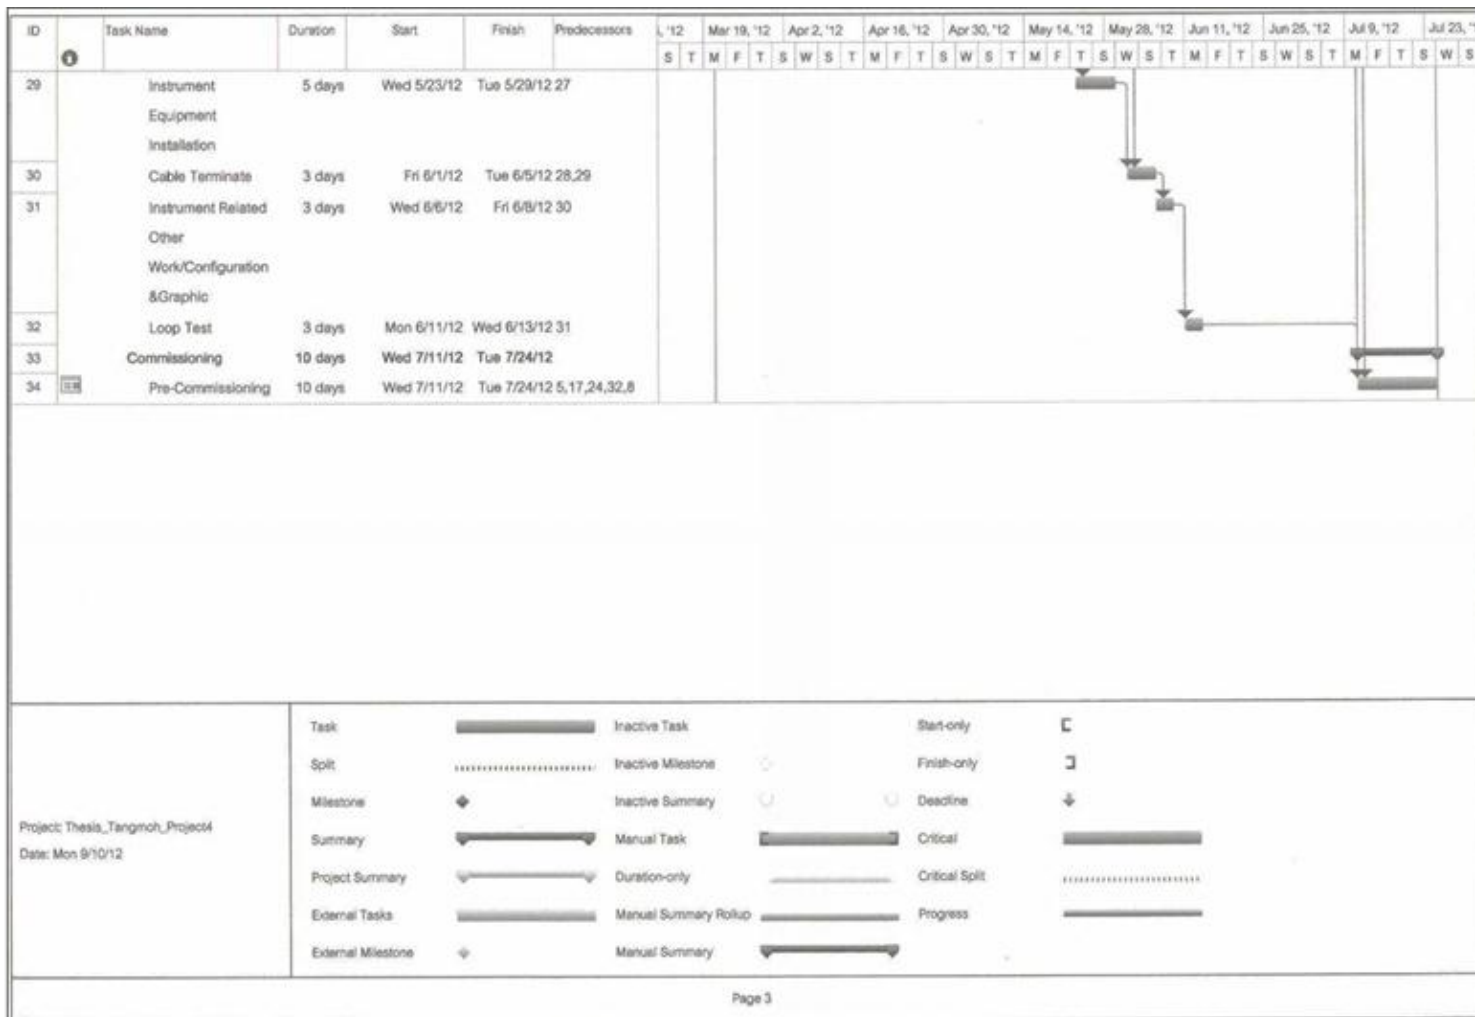 ID Task Name Duration Start Finish Predecessors , '12 Mar 19, '12 Apr 2, '12 Apr 16, '12 Apr 30, '12 May 14, '12 May 28, '12 Jun 11, '12 Jun 25, '12 Jul 9, '12 Jul 23, '
S T M F T S W S T M F T S W S T M F T S W S T M F T S W S T M F T S W S
29 Instrument 5 days Wed 5/23/12 Tue 5/29/12 27
Equipment
Installation
30 Cable Terminate 3 days Fri 6/1/12 Tue 6/5/12 28,29
31 Instrument Related 3 days Wed 6/6/12 Fri 6/8/12 30
Other
Work/Configuration
&Graphic
32 Loop Test 3 days Mon 6/11/12 Wed 6/13/12 31
33 Commissioning 10 days Wed 7/11/12 Tue 7/24/12
34 Pre-Commissioning 10 days Wed 7/11/12 Tue 7/24/12 5,17,24,32,8
Project: Thesis_Tangmoh_Project4
Date: Mon 9/10/12
Task Inactive Task Start-only
Split Inactive Milestone Finish-only
Milestone Inactive Summary Deadline
Summary Manual Task Critical
Project Summary Duration-only Critical Split
External Tasks Manual Summary Rollup Progress
External Milestone Manual Summary
Page 3